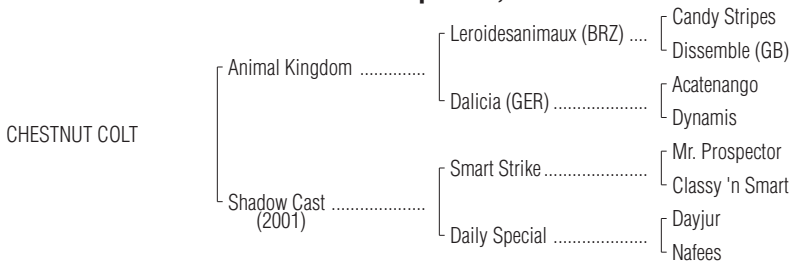 Candy Stripes
Leroidesanimaux (BRZ) ....
Dissemble (GB)
Animal Kingdom ..............
Acatenango
Dalicia (GER) ....................
Dynamis
CHESTNUT COLT
Mr. Prospector
Smart Strike......................
Classy 'n Smart
Shadow Cast ....................
(2001)
Dayjur
Daily Special ....................
Nafees